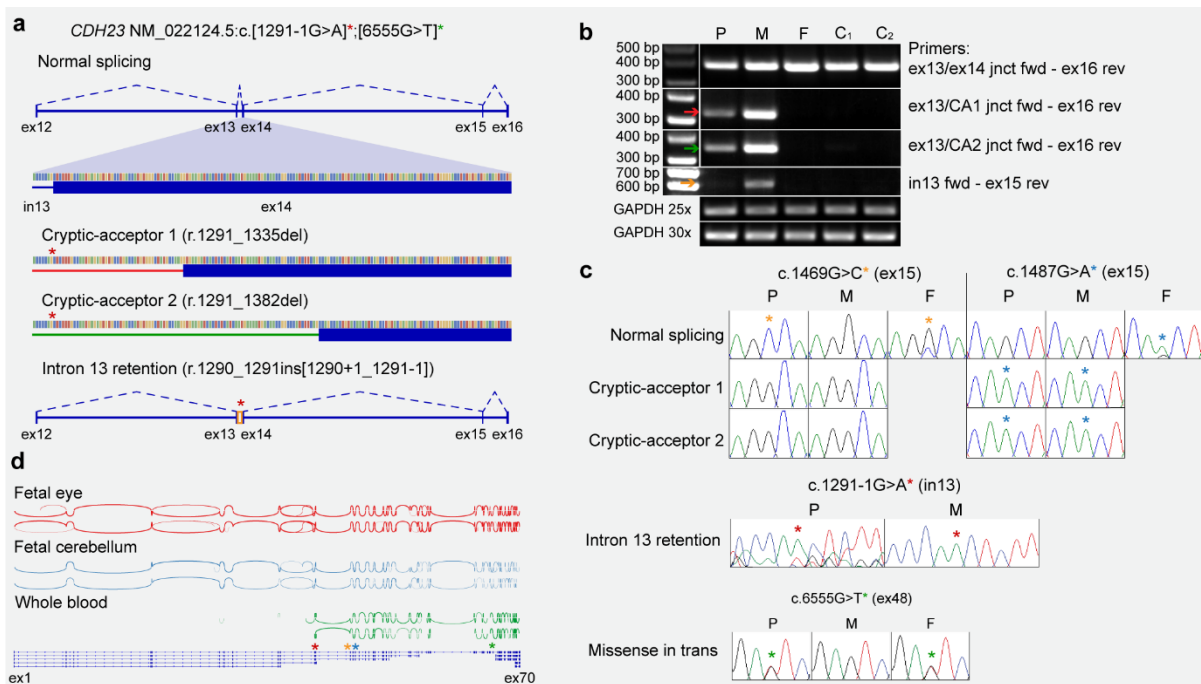 a
CDH23 NM_022124.5:c.[1291-1G>A]*;[6555G>T]*
Normal splicing
ex12 ex13 ex14 ex15 ex16
in13 ex14
Cryptic-acceptor 1 (r.1291_1335del)
*
Cryptic-acceptor 2 (r.1291_1382del)
*
Intron 13 retention (r.1290_1291ins[1290+1_1291-1])
*
ex12 ex13 ex14 ex15 ex16
b
P M F C1 C2
Primers:
500 bp
400 bp
300 bp
ex13/ex14 jnct fwd - ex16 rev
400 bp
300 bp
ex13/CA1 jnct fwd - ex16 rev
400 bp
300 bp
ex13/CA2 jnct fwd - ex16 rev
700 bp
600 bp
in13 fwd - ex15 rev
GAPDH 25x
GAPDH 30x
c
c.1469G>C* (ex15) c.1487G>A* (ex15)
P M F P M F
Normal splicing * * *
Cryptic-acceptor 1 * *
Cryptic-acceptor 2 * *
c.1291-1G>A* (in13)
P M
Intron 13 retention * *
c.6555G>T* (ex48)
P M F
Missense in trans * *
d
Fetal eye
Fetal cerebellum
Whole blood
* * * *
ex1 ex70